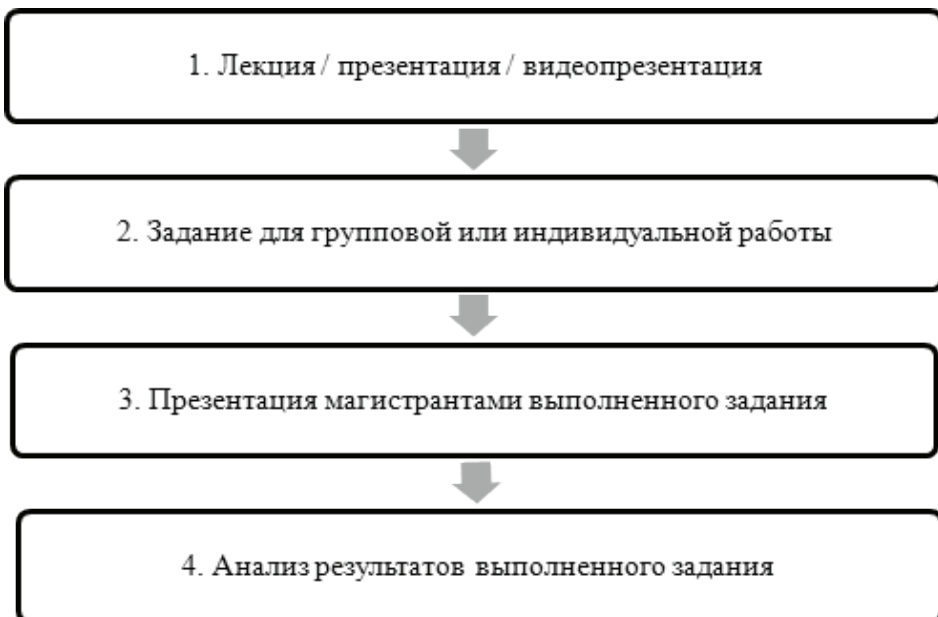 1. Лекция / презентация / видеопрезентация
2. Задание для групповой или индивидуальной работы
3. Презентация магистрантами выполненного задания
4. Анализ результатов выполненного задания